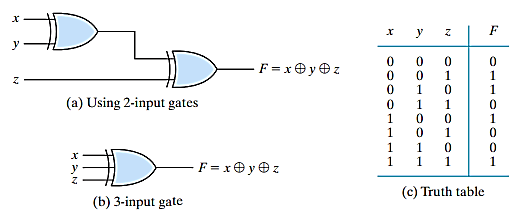 x
y
z
F = x ⊕ y ⊕ z
(a) Using 2-input gates
x
y
z
F = x ⊕ y ⊕ z
(b) 3-input gate
x y z F
0 0 0 0
0 0 1 1
0 1 0 1
0 1 1 0
1 0 0 1
1 0 1 0
1 1 0 0
1 1 1 1
(c) Truth table